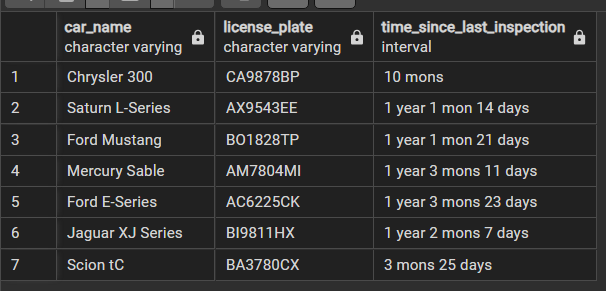 car_name license_plate time_since_last_inspection
character varying character varying interval
1 Chrysler 300 CA9878BP 10 mons
2 Saturn L-Series AX9543EE 1 year 1 mon 14 days
3 Ford Mustang BO1828TP 1 year 1 mon 21 days
4 Mercury Sable AM7804MI 1 year 3 mons 11 days
5 Ford E-Series AC6225CK 1 year 3 mons 23 days
6 Jaguar XJ Series BI9811HX 1 year 2 mons 7 days
7 Scion tC BA3780CX 3 mons 25 days